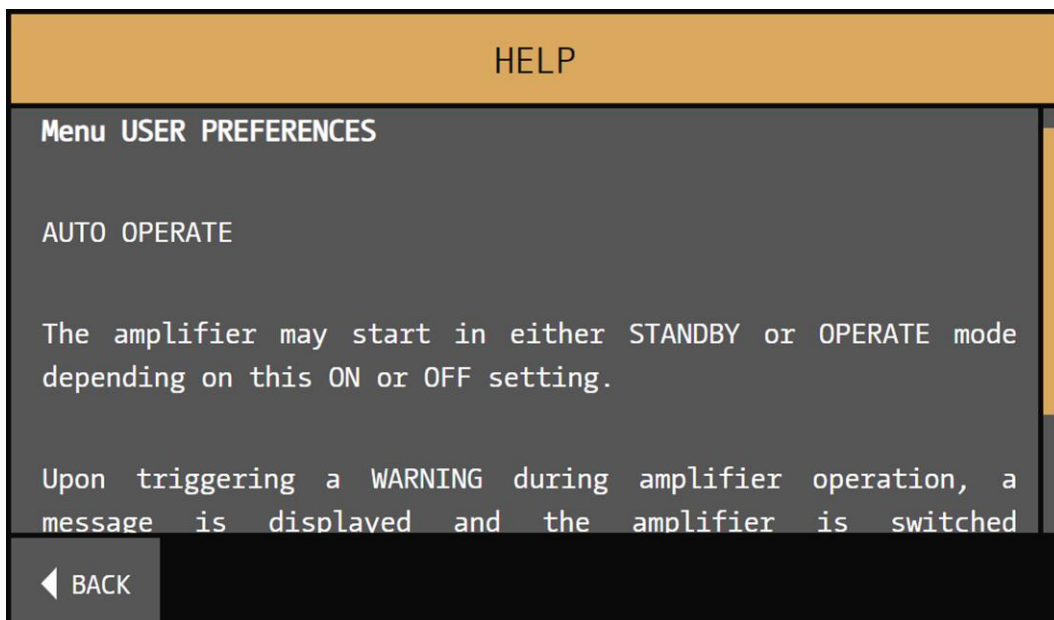 HELP
Menu USER PREFERENCES
AUTO OPERATE
The amplifier may start in either STANDBY or OPERATE mode
depending on this ON or OFF setting.
Upon triggering a WARNING during amplifier operation, a
message is displayed and the amplifier is switched
BACK